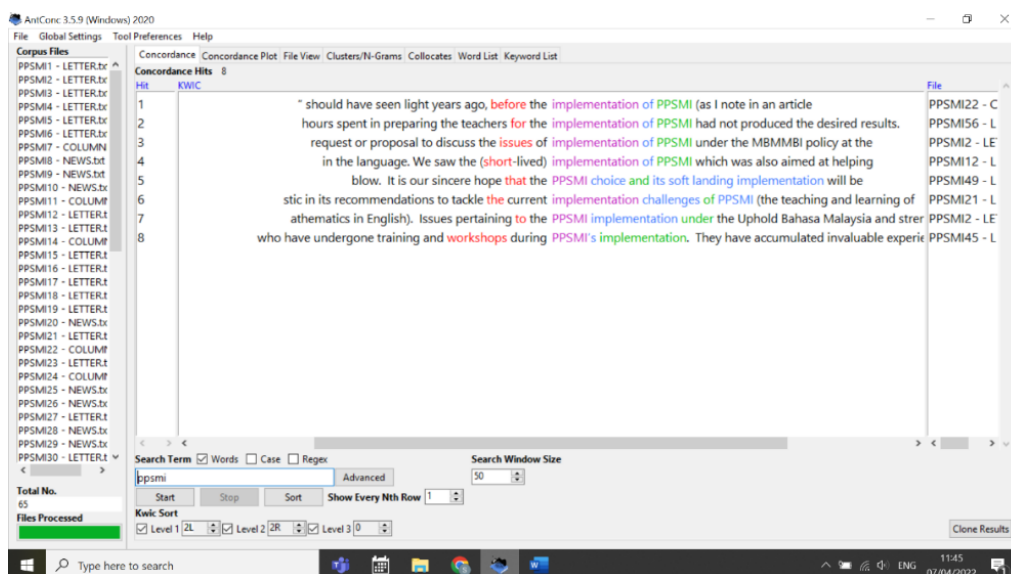 AntConc 3.5.9 (Windows) 2020
File Global Settings Tool Preferences Help
Corpus Files
PPSMI1 - LETTER.tx
PPSMI2 - LETTER.tx
PPSMI3 - LETTER.tx
PPSMI4 - LETTER.tx
PPSMI5 - LETTER.tx
PPSMI6 - LETTER.tx
PPSMI7 - COLUMN
PPSMI8 - NEWS.txt
PPSMI9 - NEWS.txt
PPSMI10 - NEWS.tx
PPSMI11 - COLUM
PPSMI12 - LETTER.t
PPSMI13 - LETTER.t
PPSMI14 - COLUM
PPSMI15 - LETTER.t
PPSMI16 - LETTER.t
PPSMI17 - LETTER.t
PPSMI18 - LETTER.t
PPSMI19 - LETTER.t
PPSMI20 - NEWS.tx
PPSMI21 - LETTER.t
PPSMI22 - COLUM
PPSMI23 - LETTER.t
PPSMI24 - COLUM
PPSMI25 - NEWS.tx
PPSMI26 - NEWS.tx
PPSMI27 - LETTER.t
PPSMI28 - NEWS.tx
PPSMI29 - NEWS.tx
PPSMI30 - LETTER.t
Total No.
65
Files Processed
Concordance Concordance Plot File View Clusters/N-Grams Collocates Word List Keyword List
Concordance Hits 8
Hit KWIC File
1 " should have seen light years ago, before the implementation of PPSMI (as I note in an article PPSMI22 - C
2 hours spent in preparing the teachers for the implementation of PPSMI had not produced the desired results. PPSMI56 - L
3 request or proposal to discuss the issues of implementation of PPSMI under the MBMMBI policy at the PPSMI2 - LE
4 in the language. We saw the (short-lived) implementation of PPSMI which was also aimed at helping PPSMI12 - L
5 blow. It is our sincere hope that the PPSMI choice and its soft landing implementation will be PPSMI49 - L
6 stic in its recommendations to tackle the current implementation challenges of PPSMI (the teaching and learning of PPSMI21 - L
7 athematics in English). Issues pertaining to the PPSMI implementation under the Uphold Bahasa Malaysia and strer PPSMI2 - LE
8 who have undergone training and workshops during PPSMI's implementation. They have accumulated invaluable experie PPSMI45 - L
Search Term Words Case Regex Search Window Size
ppsmi Advanced 50
Start Stop Sort Show Every Nth Row 1
Kwic Sort
Level 1 2L Level 2 2R Level 3 0 Clone Results
Type here to search ENG 11:45
07/04/2022